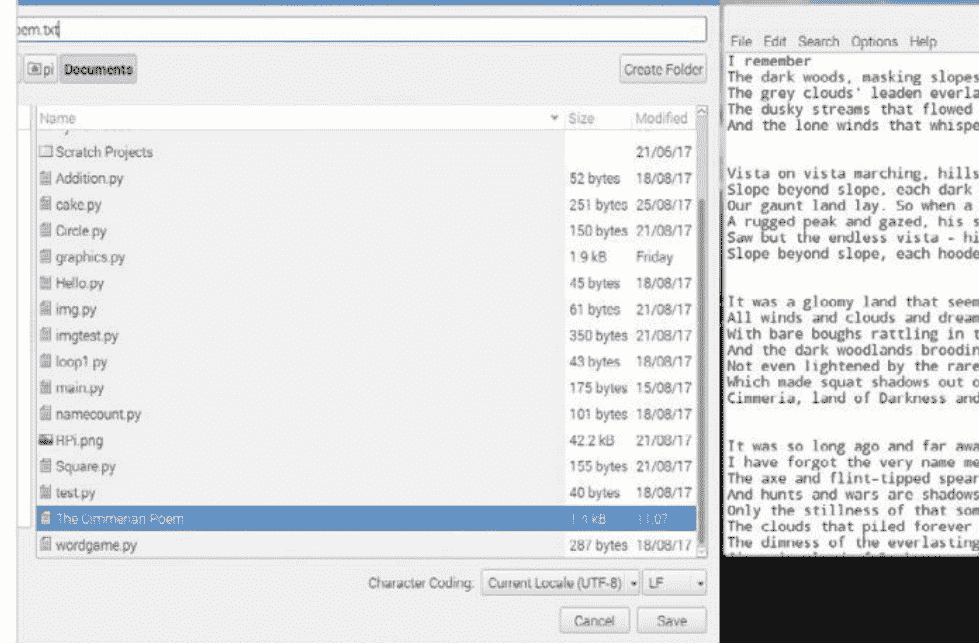 oem.txt
pi Documents Create Folder
Name Size Modified
Scratch Projects 21/06/17
Addition.py 52 bytes 18/08/17
cake.py 251 bytes 25/08/17
Circle.py 150 bytes 21/08/17
graphics.py 1.9 kB Friday
Hello.py 45 bytes 18/08/17
img.py 61 bytes 21/08/17
imgtest.py 350 bytes 21/08/17
loop1.py 43 bytes 18/08/17
main.py 175 bytes 15/08/17
namecount.py 101 bytes 18/08/17
RPi.png 42.2 kB 21/08/17
Square.py 155 bytes 21/08/17
test.py 40 bytes 18/08/17
The Cimmerian Poem 1.4 kB 11:07
wordgame.py 287 bytes 18/08/17
Character Coding: Current Locale (UTF-8) LF
Cancel Save
File Edit Search Options Help
I remember
The dark woods, masking slopes
The grey clouds' leaden everla
The dusky streams that flowed
And the lone winds that whispe
Vista on vista marching, hills
Slope beyond slope, each dark
Our gaunt land lay. So when a
A rugged peak and gazed, his s
Saw but the endless vista - hi
Slope beyond slope, each hoode
It was a gloomy land that seem
All winds and clouds and dream
With bare boughs rattling in t
And the dark woodlands broodin
Not even lightened by the rare
Which made squat shadows out o
Cimmeria, land of Darkness and
It was so long ago and far awa
I have forgot the very name me
The axe and flint-tipped spear
And hunts and wars are shadows
Only the stillness of that som
The clouds that piled forever
The dimness of the everlasting